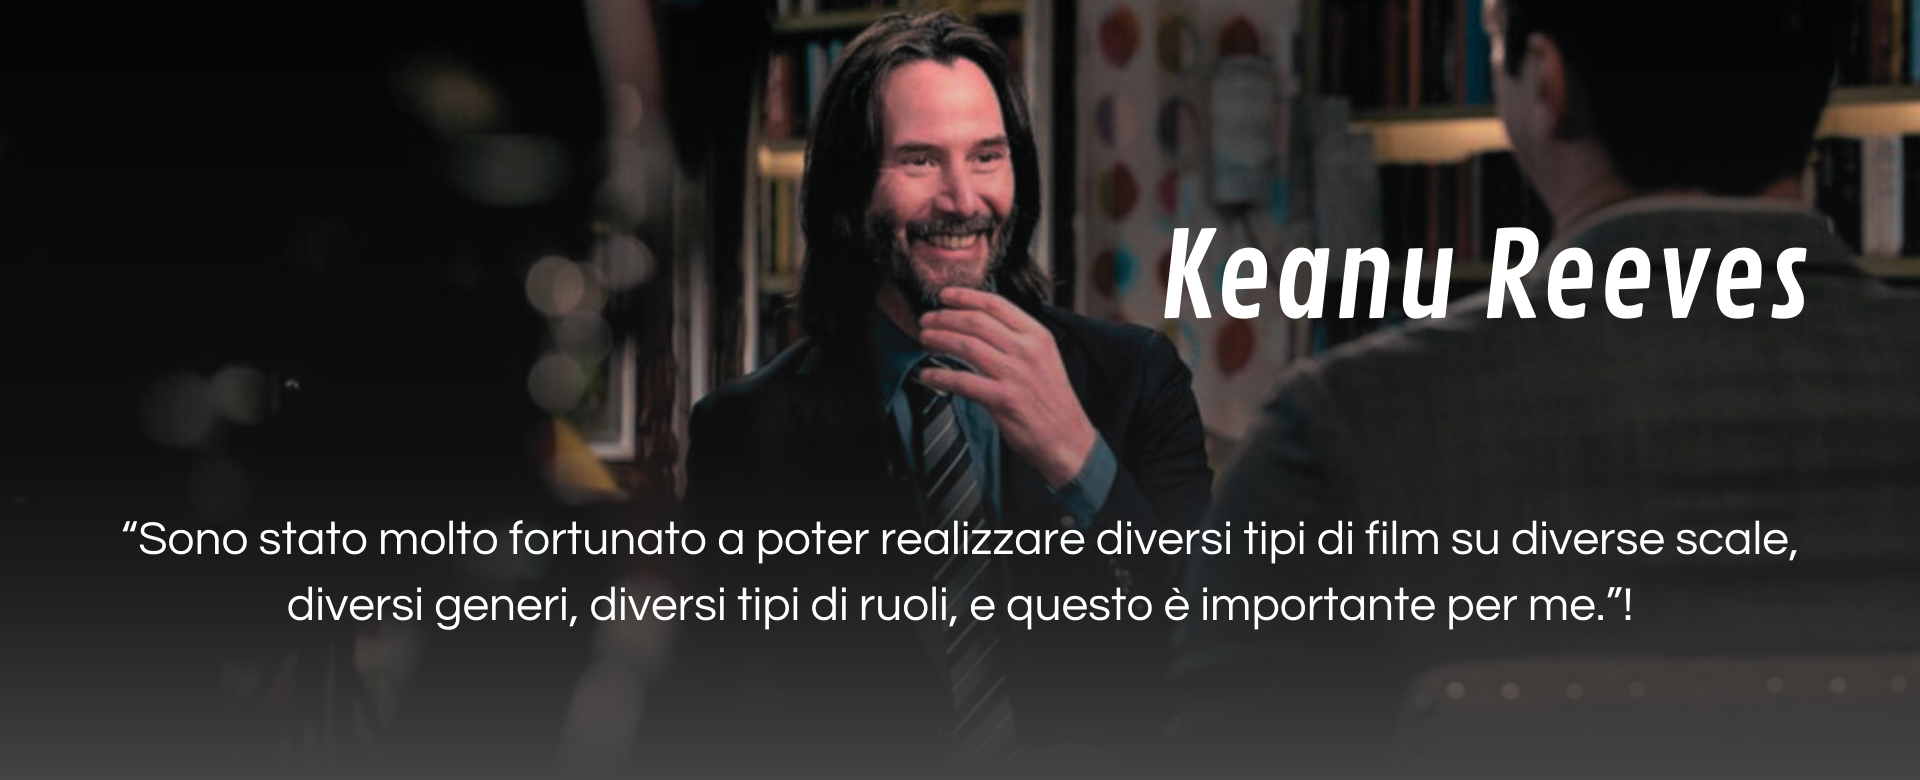 Keanu Reeves
“Sono stato molto fortunato a poter realizzare diversi tipi di film su diverse scale,
diversi generi, diversi tipi di ruoli, e questo è importante per me.”!